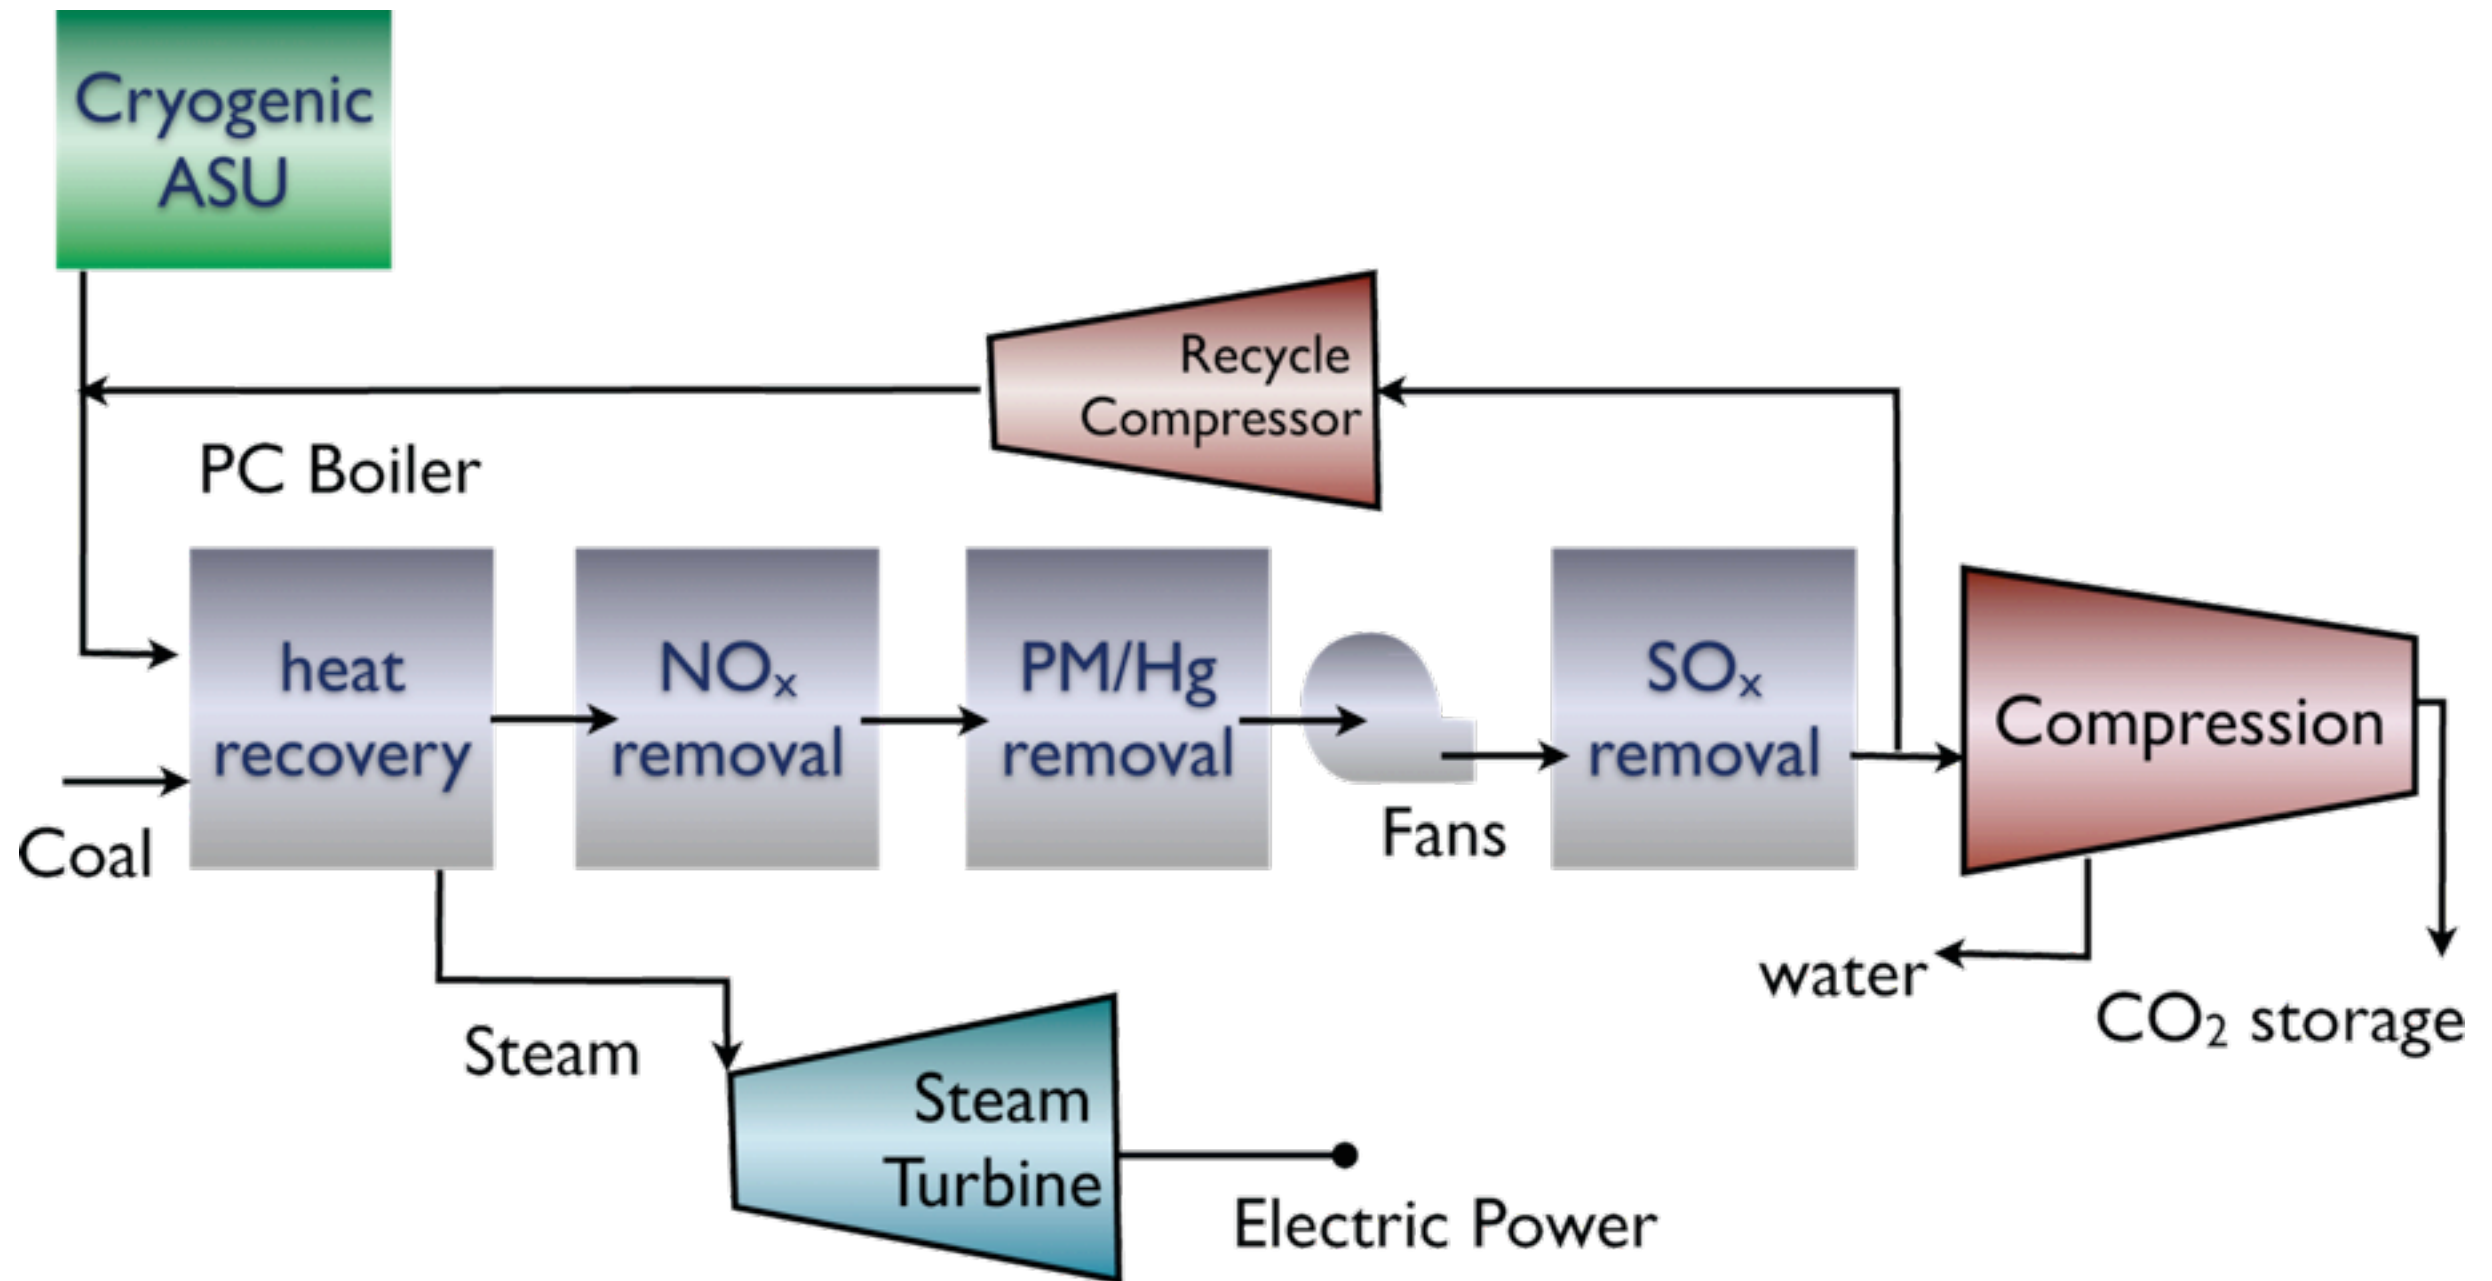 Cryogenic
ASU
Recycle
Compressor
PC Boiler
heat
recovery
NOₓ
removal
PM/Hg
removal
SOₓ
removal
Compression
Coal
Fans
water
CO₂ storage
Steam
Steam
Turbine
Electric Power